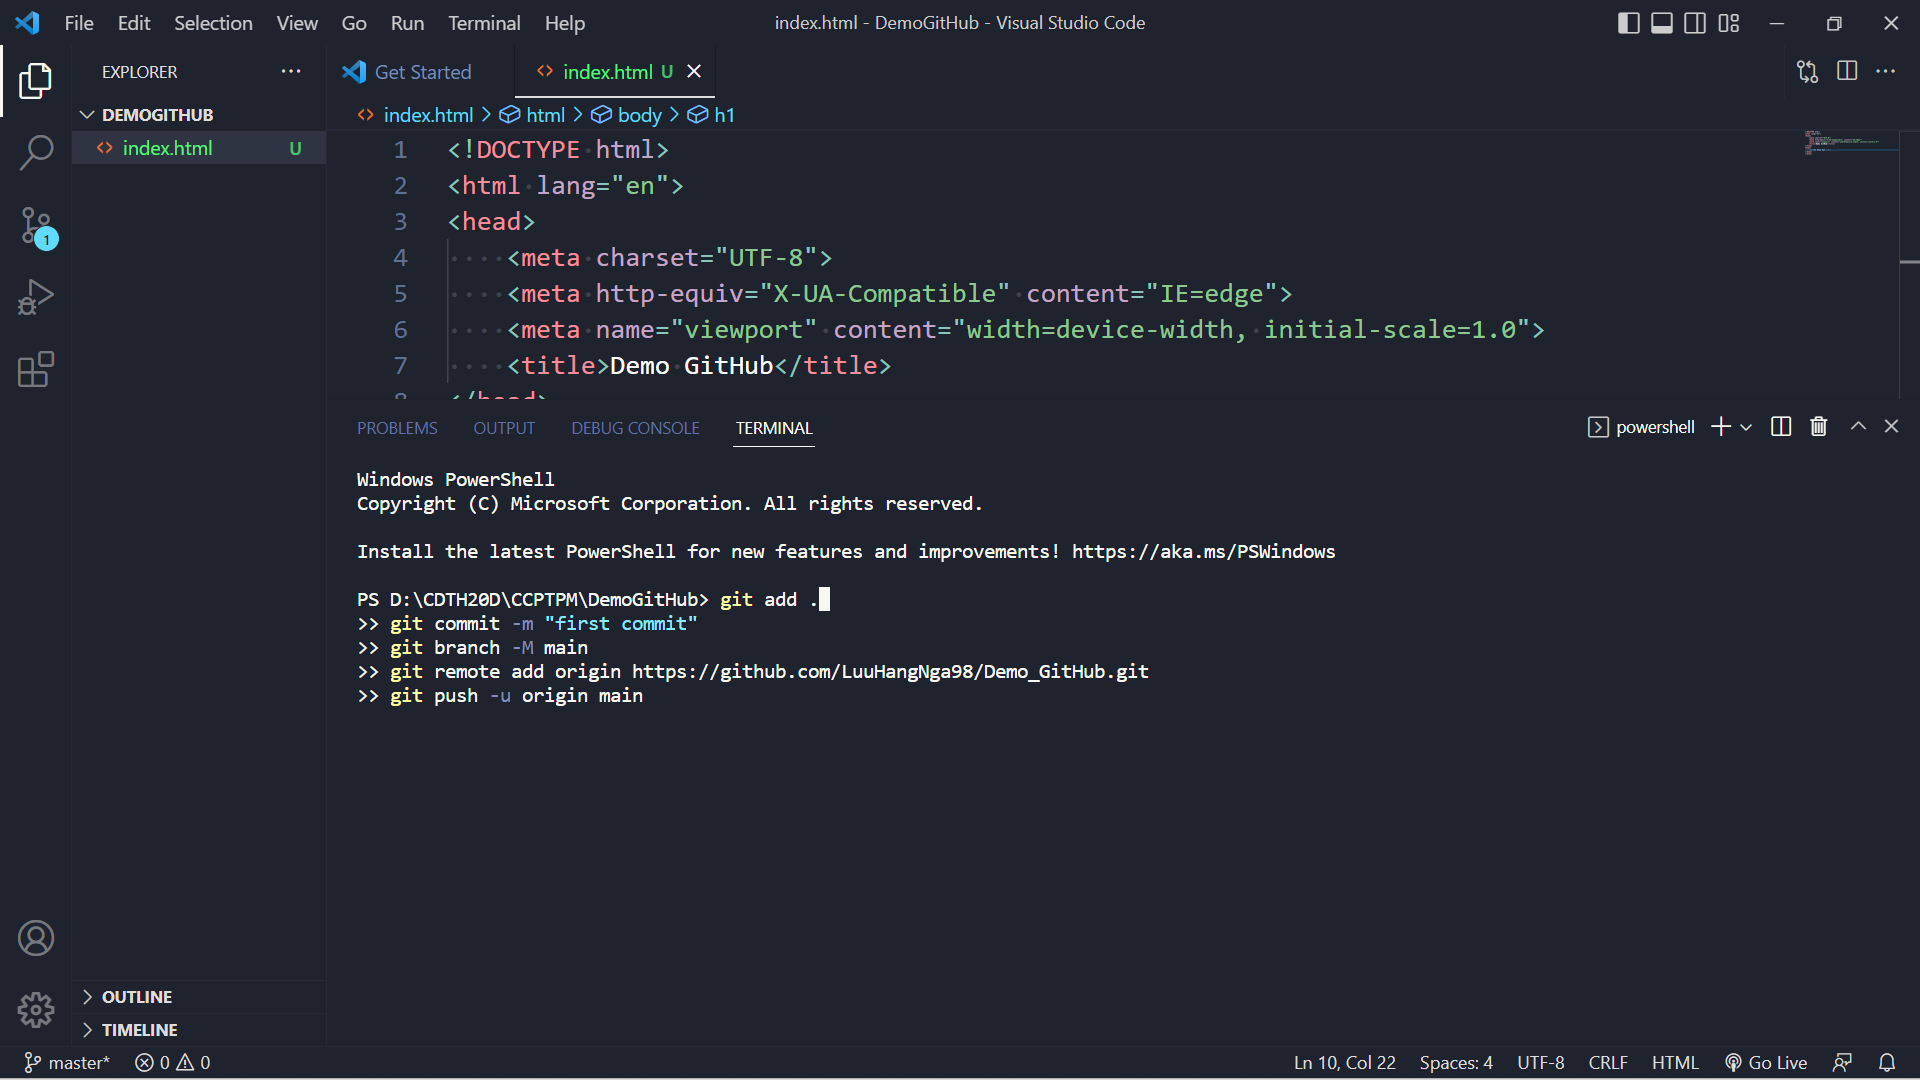 File Edit Selection View Go Run Terminal Help index.html - DemoGitHub - Visual Studio Code
EXPLORER
DEMOGITHUB
index.html U
Get Started
index.html U
index.html html body h1
1 <!DOCTYPE html>
2 <html lang="en">
3 <head>
4 <meta charset="UTF-8">
5 <meta http-equiv="X-UA-Compatible" content="IE=edge">
6 <meta name="viewport" content="width=device-width, initial-scale=1.0">
7 <title>Demo GitHub</title>
8 </head>
PROBLEMS OUTPUT DEBUG CONSOLE TERMINAL powershell
Windows PowerShell
Copyright (C) Microsoft Corporation. All rights reserved.
Install the latest PowerShell for new features and improvements! https://aka.ms/PSWindows
PS D:\CDTH20D\CCPTPM\DemoGitHub> git add .
>> git commit -m "first commit"
>> git branch -M main
>> git remote add origin https://github.com/LuuHangNga98/Demo_GitHub.git
>> git push -u origin main
1
OUTLINE
TIMELINE
master* 0 0 Ln 10, Col 22 Spaces: 4 UTF-8 CRLF HTML Go Live